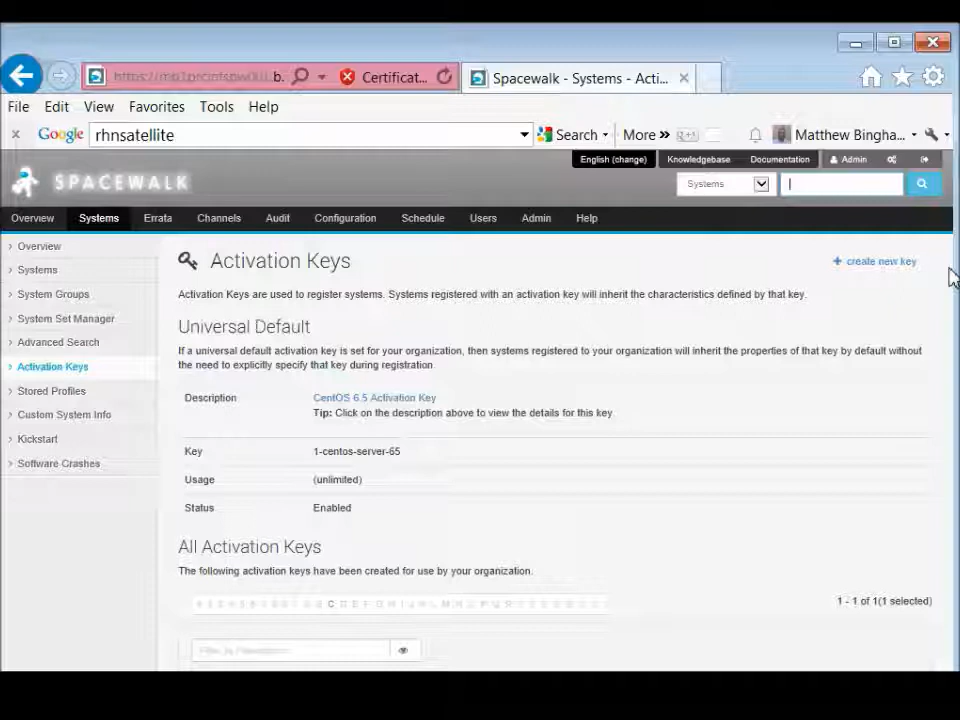 b.
Certificat...
Spacewalk - Systems - Acti...
File Edit View Favorites Tools Help
x Google rhnsatellite Search More » Matthew Bingha...
English (change) Knowledgebase Documentation Admin
SPACEWALK Systems
Overview Systems Errata Channels Audit Configuration Schedule Users Admin Help
Overview
Systems
System Groups
System Set Manager
Advanced Search
Activation Keys
Stored Profiles
Custom System Info
Kickstart
Software Crashes
Activation Keys
+ create new key
Activation Keys are used to register systems. Systems registered with an activation key will inherit the characteristics defined by that key.
Universal Default
If a universal default activation key is set for your organization, then systems registered to your organization will inherit the properties of that key by default without
the need to explicitly specify that key during registration
Description CentOS 6.5 Activation Key
Tip: Click on the description above to view the details for this key
Key 1-centos-server-65
Usage (unlimited)
Status Enabled
All Activation Keys
The following activation keys have been created for use by your organization.
1 - 1 of 1(1 selected)